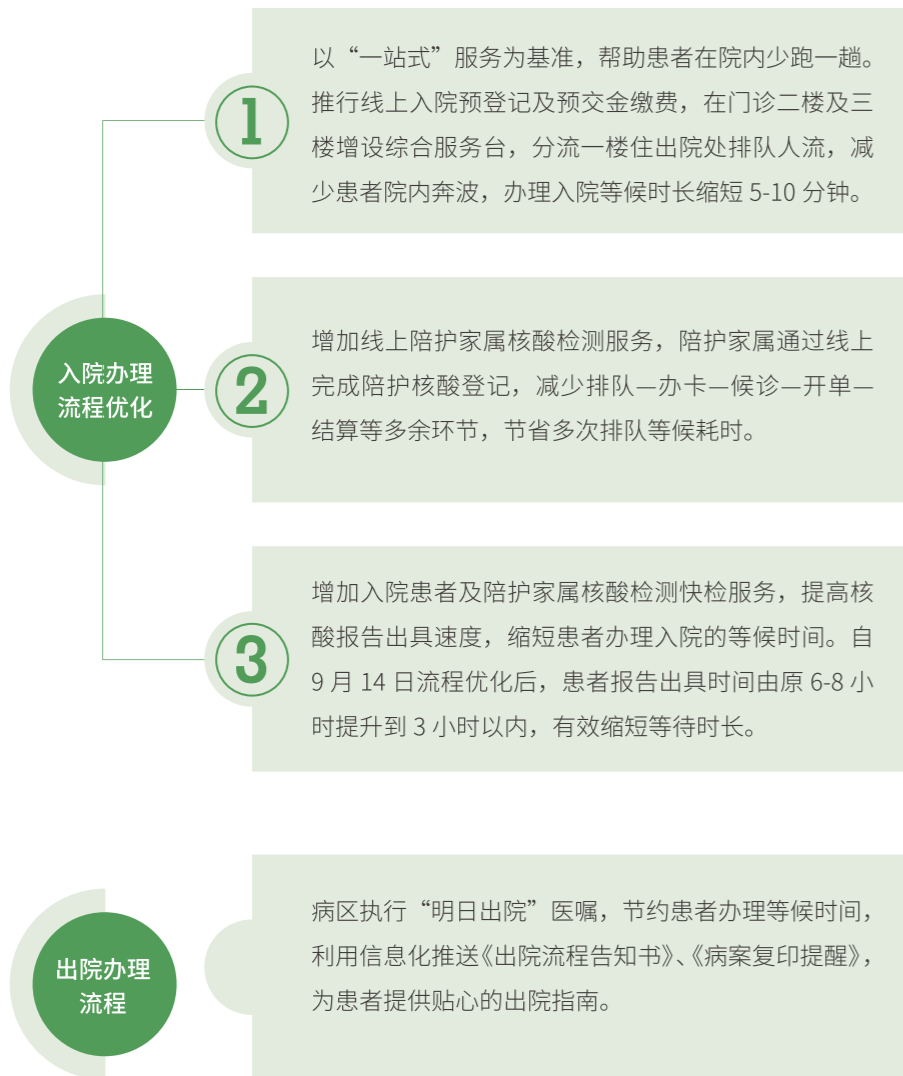 以“一站式”服务为基准，帮助患者在院内少跑一趟。
推行线上入院预登记及预交金缴费，在门诊二楼及三
楼增设综合服务台，分流一楼住出院处排队人流，减
少患者院内奔波，办理入院等候时长缩短 5-10 分钟。
1
入院办理
流程优化
增加线上陪护家属核酸检测服务，陪护家属通过线上
完成陪护核酸登记，减少排队—办卡—候诊—开单—
结算等多余环节，节省多次排队等候耗时。
2
增加入院患者及陪护家属核酸检测快检服务，提高核
酸报告出具速度，缩短患者办理入院的等候时间。自
9 月 14 日流程优化后，患者报告出具时间由原 6-8 小
时提升到 3 小时以内，有效缩短等待时长。
3
出院办理
流程
病区执行“明日出院”医嘱，节约患者办理等候时间，
利用信息化推送《出院流程告知书》、《病案复印提醒》，
为患者提供贴心的出院指南。